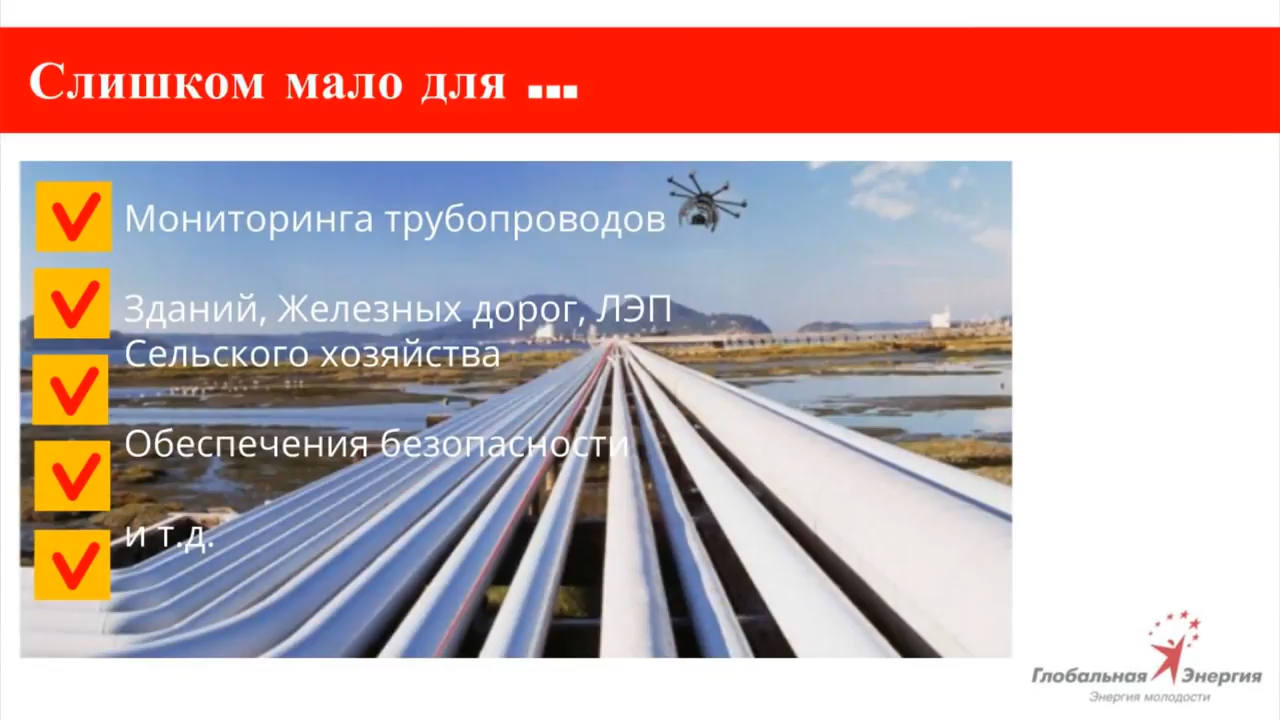 Слишком мало для ...
Мониторинга трубопроводов
Зданий, Железных дорог, ЛЭП
Сельского хозяйства
Обеспечения безопасности
и т.д.
Глобальная Энергия
Энергия молодости